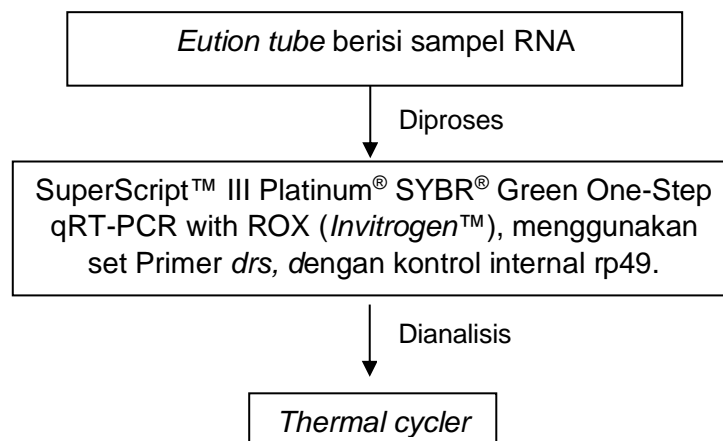 Eution tube berisi sampel RNA
Diproses
SuperScript™ III Platinum® SYBR® Green One-Step
qRT-PCR with ROX (Invitrogen™), menggunakan
set Primer drs, dengan kontrol internal rp49.
Dianalisis
Thermal cycler